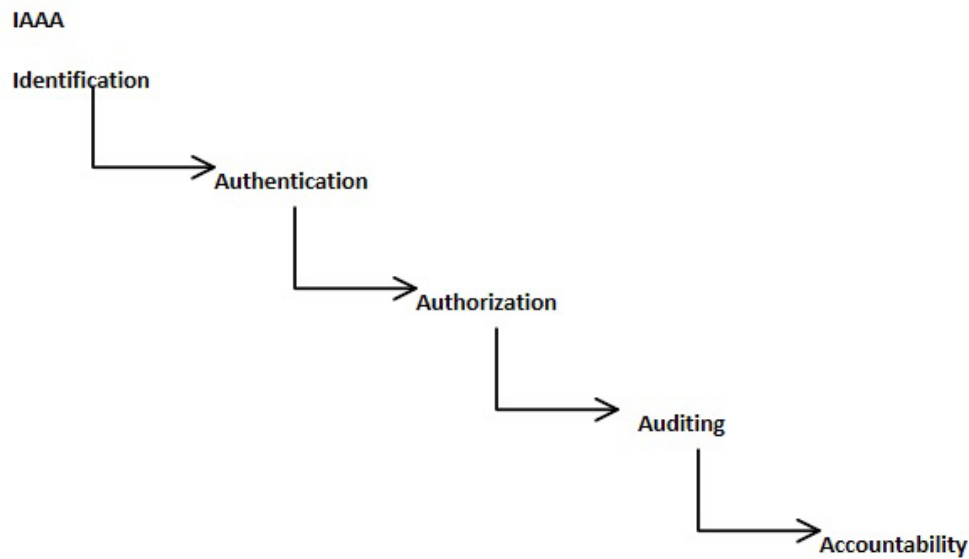 IAAA
Identification
Authentication
Authorization
Auditing
Accountability